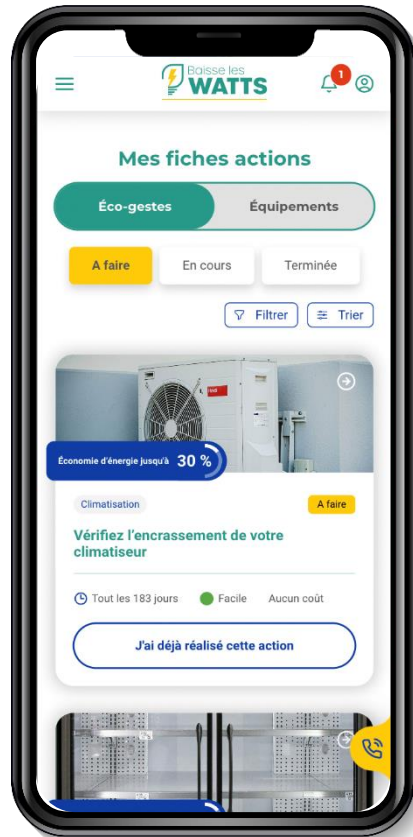 Baisse les
WATTS
1
Mes fiches actions
Éco-gestes Équipements
A faire En cours Terminée
Filtrer Trier
Économie d'énergie jusqu'à 30 %
Climatisation A faire
Vérifiez l'encrassement de votre
climatiseur
Tout les 183 jours Facile Aucun coût
J'ai déjà réalisé cette action